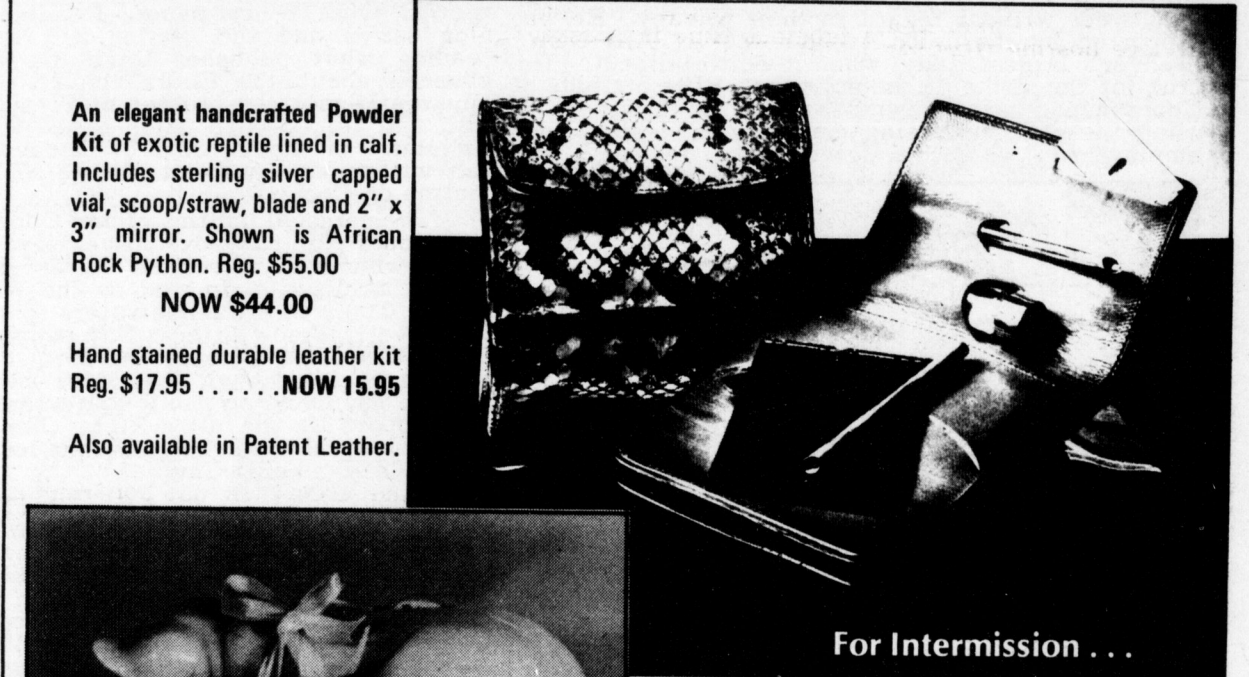 An elegant handcrafted Powder
Kit of exotic reptile lined in calf.
Includes sterling silver capped
vial, scoop/straw, blade and 2" x
3" mirror. Shown is African
Rock Python. Reg. $55.00
NOW $44.00
Hand stained durable leather kit
Reg. $17.95 . . . . . . NOW 15.95
Also available in Patent Leather.
For Intermission . . .